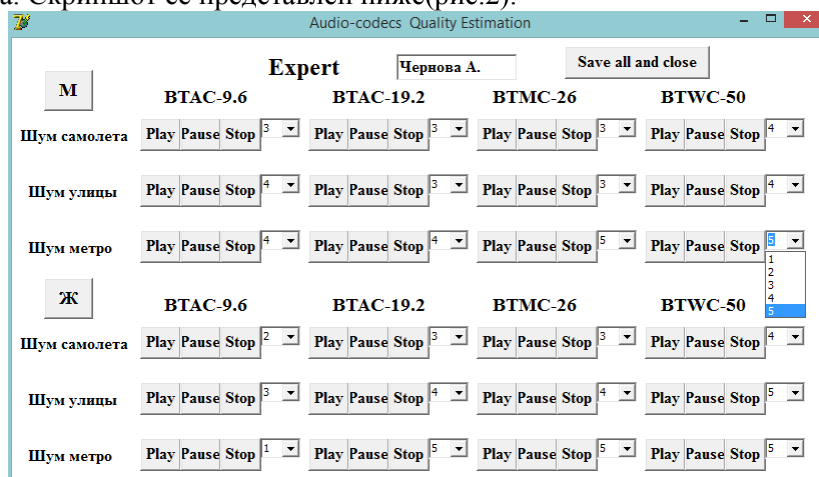 а. Скриншот ее представлен ниже(рис.2).
Audio-codecs Quality Estimation
Expert Чернова А. Save all and close
М
BTAC-9.6 BTAC-19.2 BTMC-26 BTWC-50
Шум самолета Play Pause Stop 3 Play Pause Stop 3 Play Pause Stop 3 Play Pause Stop 4
Шум улицы Play Pause Stop 4 Play Pause Stop 3 Play Pause Stop 3 Play Pause Stop 4
Шум метро Play Pause Stop 4 Play Pause Stop 4 Play Pause Stop 5 Play Pause Stop 5
1
2
3
4
5
Ж
BTAC-9.6 BTAC-19.2 BTMC-26 BTWC-50
Шум самолета Play Pause Stop 2 Play Pause Stop 3 Play Pause Stop 3 Play Pause Stop 4
Шум улицы Play Pause Stop 3 Play Pause Stop 4 Play Pause Stop 4 Play Pause Stop 5
Шум метро Play Pause Stop 1 Play Pause Stop 5 Play Pause Stop 5 Play Pause Stop 5